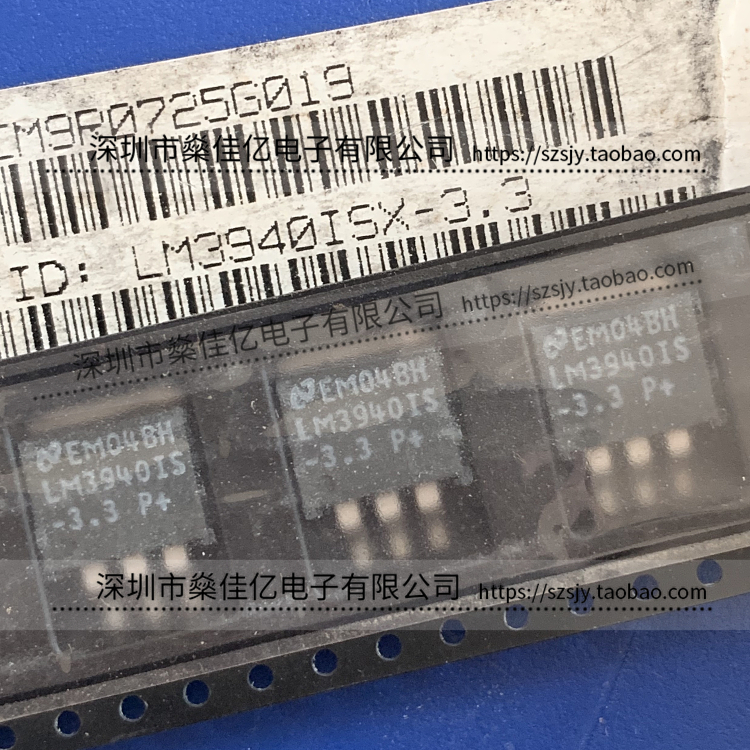 EM9R0725G019
深圳市燊佳亿电子有限公司 https://szsjy.taobao.com
ID: LM3940ISX-3.3
深圳市燊佳亿电子有限公司 https://szsjy.taobao.com
EM04BH
LM3940IS
-3.3 P+
EM04BH
LM3940IS
-3.3 P+
EM04BH
LM3940IS
-3.3 P+
深圳市燊佳亿电子有限公司 https://szsjy.taobao.com